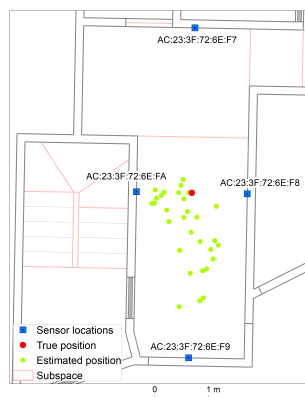 AC:23:3F:72:6E:F7
AC:23:3F:72:6E:FA
AC:23:3F:72:6E:F8
AC:23:3F:72:6E:F9
Sensor locations
True position
Estimated position
Subspace
0 1 m